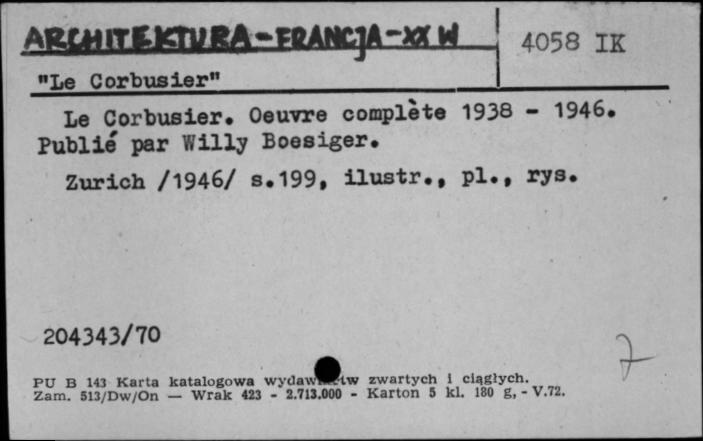 ARCHITEKTURA-FRANCJA-XX W
4058 IK
"Le Corbusier"
Le Corbusier. Oeuvre complète 1938 - 1946.
Publié par Willy Boesiger.
Zurich /1946/ s.199, ilustr., pl., rys.
204343/70
7
PU B 143 Karta katalogowa zwartych i ciągłych.
Zam. 513/Dw/On — Wrak 423 - 2.713.000 - Karton 5 kl. 180 g, - V.72.